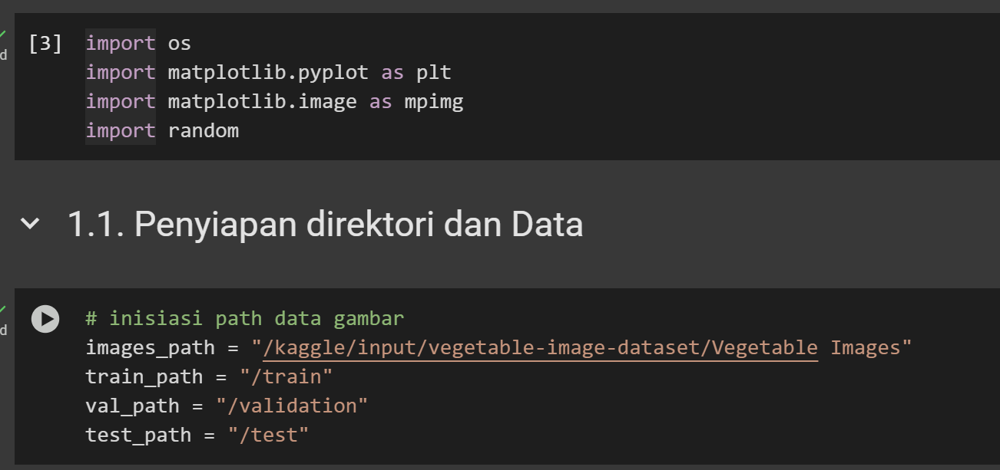 [3] import os
d
import matplotlib.pyplot as plt
import matplotlib.image as mpimg
import random
1.1. Penyiapan direktori dan Data
# inisiasi path data gambar
d
images_path = "/kaggle/input/vegetable-image-dataset/Vegetable Images"
train_path = "/train"
val_path = "/validation"
test_path = "/test"